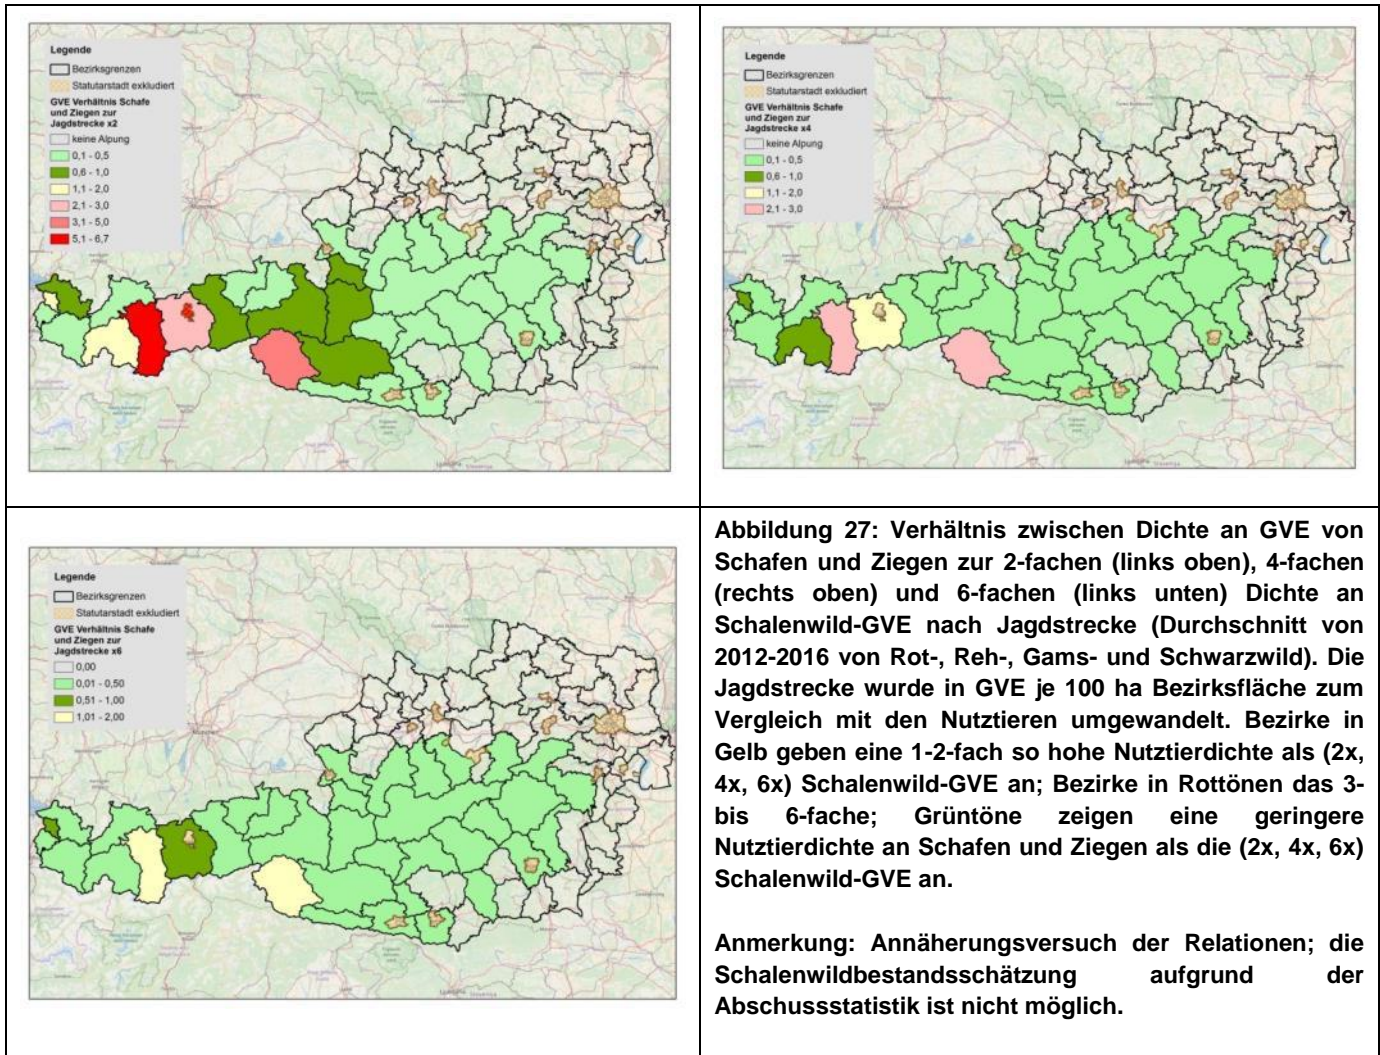 Legende
Bezirksgrenzen
Statutarstadt exkludiert
GVE Verhältnis Schafe
und Ziegen zur
Jagdstrecke x2
keine Alpung
0,1 - 0,5
0,6 - 1,0
1,1 - 2,0
2,1 - 3,0
3,1 - 5,0
5,1 - 6,7
Legende
Bezirksgrenzen
Statutarstadt exkludiert
GVE Verhältnis Schafe
und Ziegen zur
Jagdstrecke x4
keine Alpung
0,1 - 0,5
0,6 - 1,0
1,1 - 2,0
2,1 - 3,0
Legende
Bezirksgrenzen
Statutarstadt exkludiert
GVE Verhältnis Schafe
und Ziegen zur
Jagdstrecke x6
0,00
0,01 - 0,50
0,51 - 1,00
1,01 - 2,00
Abbildung 27: Verhältnis zwischen Dichte an GVE von
Schafen und Ziegen zur 2-fachen (links oben), 4-fachen
(rechts oben) und 6-fachen (links unten) Dichte an
Schalenwild-GVE nach Jagdstrecke (Durchschnitt von
2012-2016 von Rot-, Reh-, Gams- und Schwarzwild). Die
Jagdstrecke wurde in GVE je 100 ha Bezirksfläche zum
Vergleich mit den Nutztieren umgewandelt. Bezirke in
Gelb geben eine 1-2-fach so hohe Nutztierdichte als (2x,
4x, 6x) Schalenwild-GVE an; Bezirke in Rottönen das 3-
bis 6-fache; Grüntöne zeigen eine geringere
Nutztierdichte an Schafen und Ziegen als die (2x, 4x, 6x)
Schalenwild-GVE an.
Anmerkung: Annäherungsversuch der Relationen; die
Schalenwildbestandsschätzung aufgrund der
Abschussstatistik ist nicht möglich.